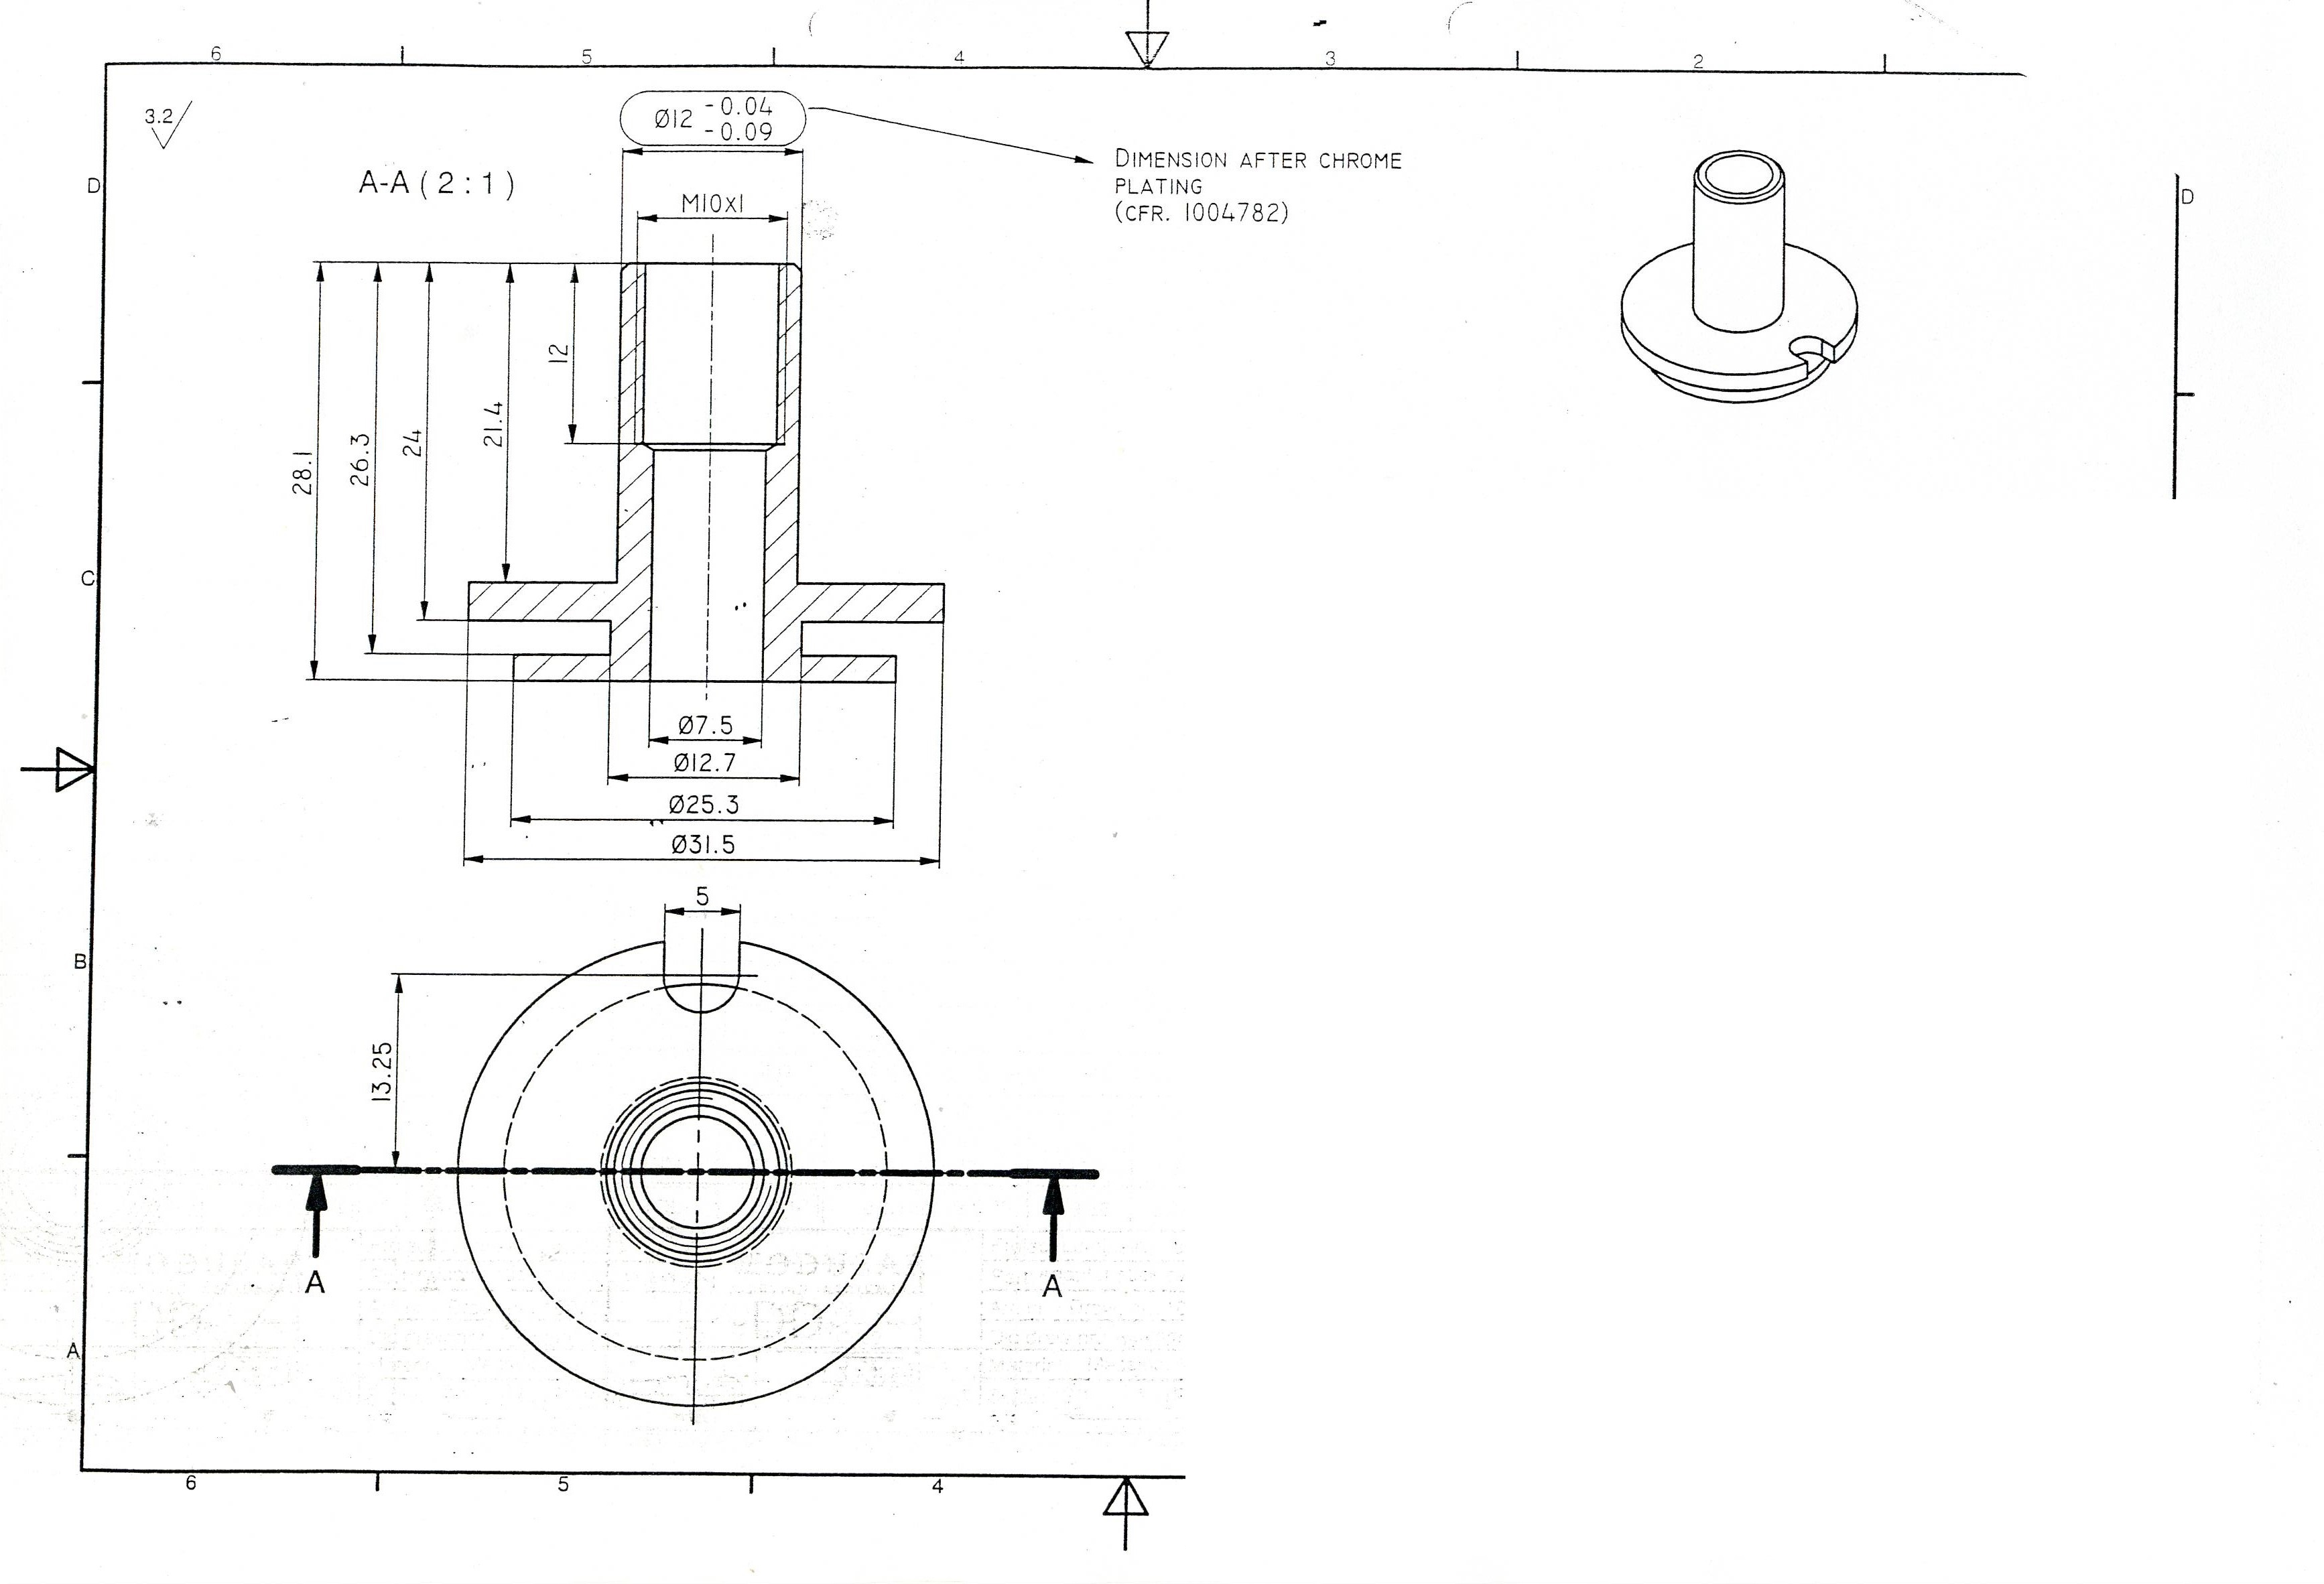 6 5 4 3 2
3.2
Ø12 -0.04
-0.09
DIMENSION AFTER CHROME
PLATING
(CFR. 1004782)
A-A (2:1)
D
D
M10X1
12
21.4
24
26.3
28.1
C
Ø7.5
Ø12.7
Ø25.3
Ø31.5
5
B
13.25
A A
A
6 5 4